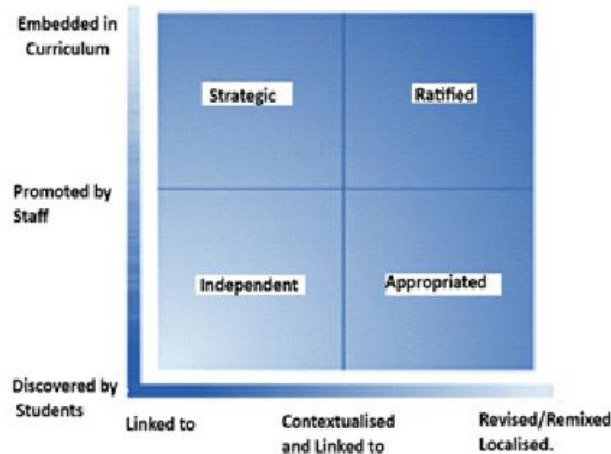 Embedded in
Curriculum
Strategic
Ratified
Promoted by
Staff
Independent
Appropriated
Discovered by
Students
Linked to
Contextualised
and Linked to
Revised/Remixed
Localised.